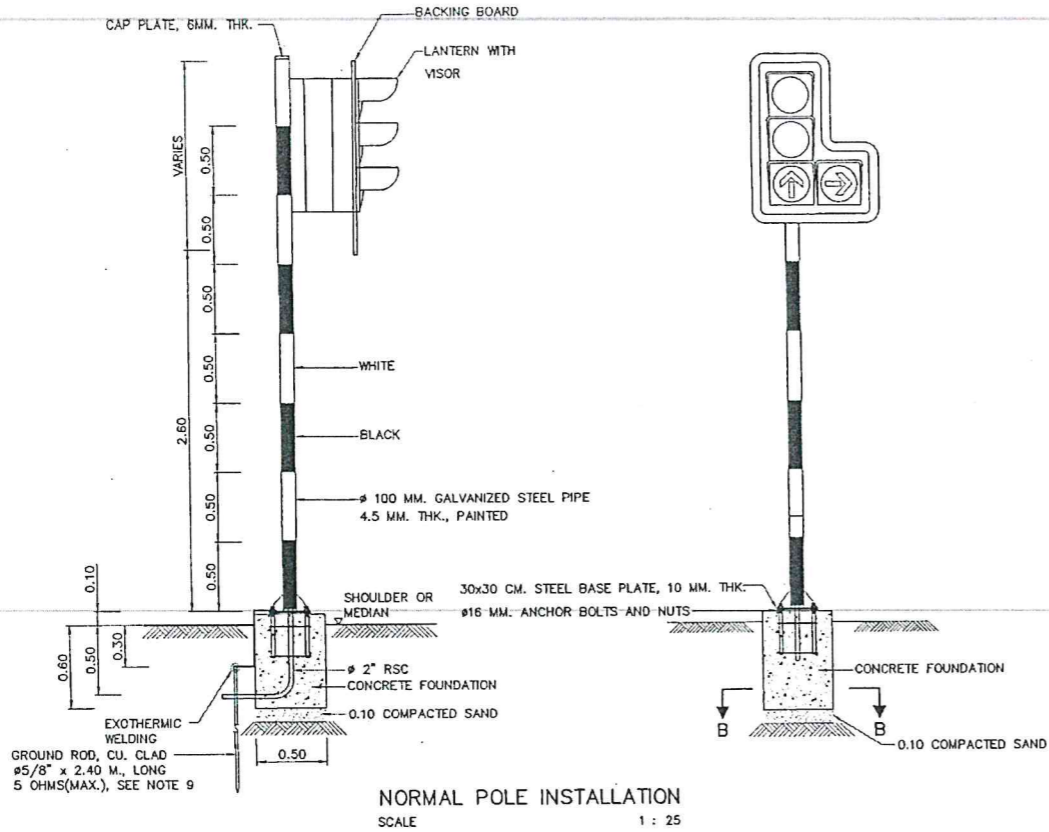 BACKING BOARD
CAP PLATE, 6MM. THK.
LANTERN WITH
VISOR
VARIES
0.50
0.50
0.50
0.50
WHITE
2.60
0.50
BLACK
0.50
ø 100 MM. GALVANIZED STEEL PIPE
4.5 MM. THK., PAINTED
0.50
0.10
SHOULDER OR
MEDIAN
30x30 CM. STEEL BASE PLATE, 10 MM. THK.
ø16 MM. ANCHOR BOLTS AND NUTS
0.60
0.50
0.30
ø 2" RSC
CONCRETE FOUNDATION
CONCRETE FOUNDATION
0.10 COMPACTED SAND
EXOTHERMIC
WELDING
B
B
0.10 COMPACTED SAND
GROUND ROD, CU. CLAD
ø5/8" x 2.40 M., LONG
5 OHMS(MAX.), SEE NOTE 9
0.50
NORMAL POLE INSTALLATION
SCALE 1 : 25